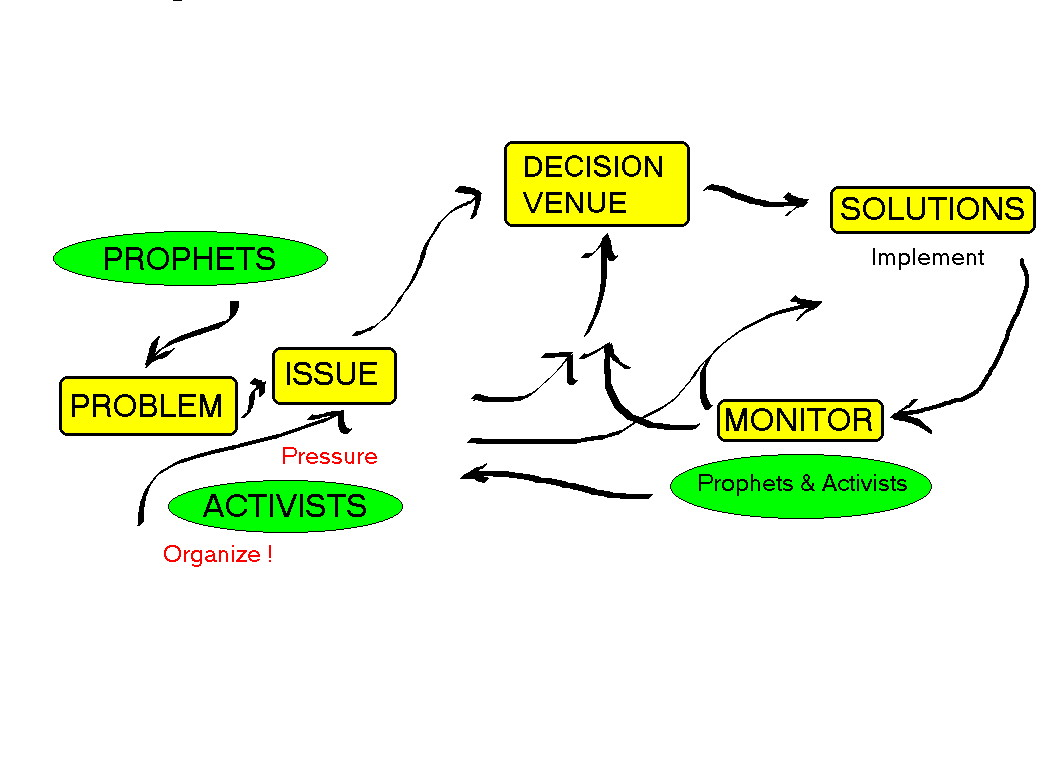 DECISION
VENUE
SOLUTIONS
Implement
PROPHETS
PROBLEM
ISSUE
Pressure
ACTIVISTS
Organize !
MONITOR
Prophets & Activists